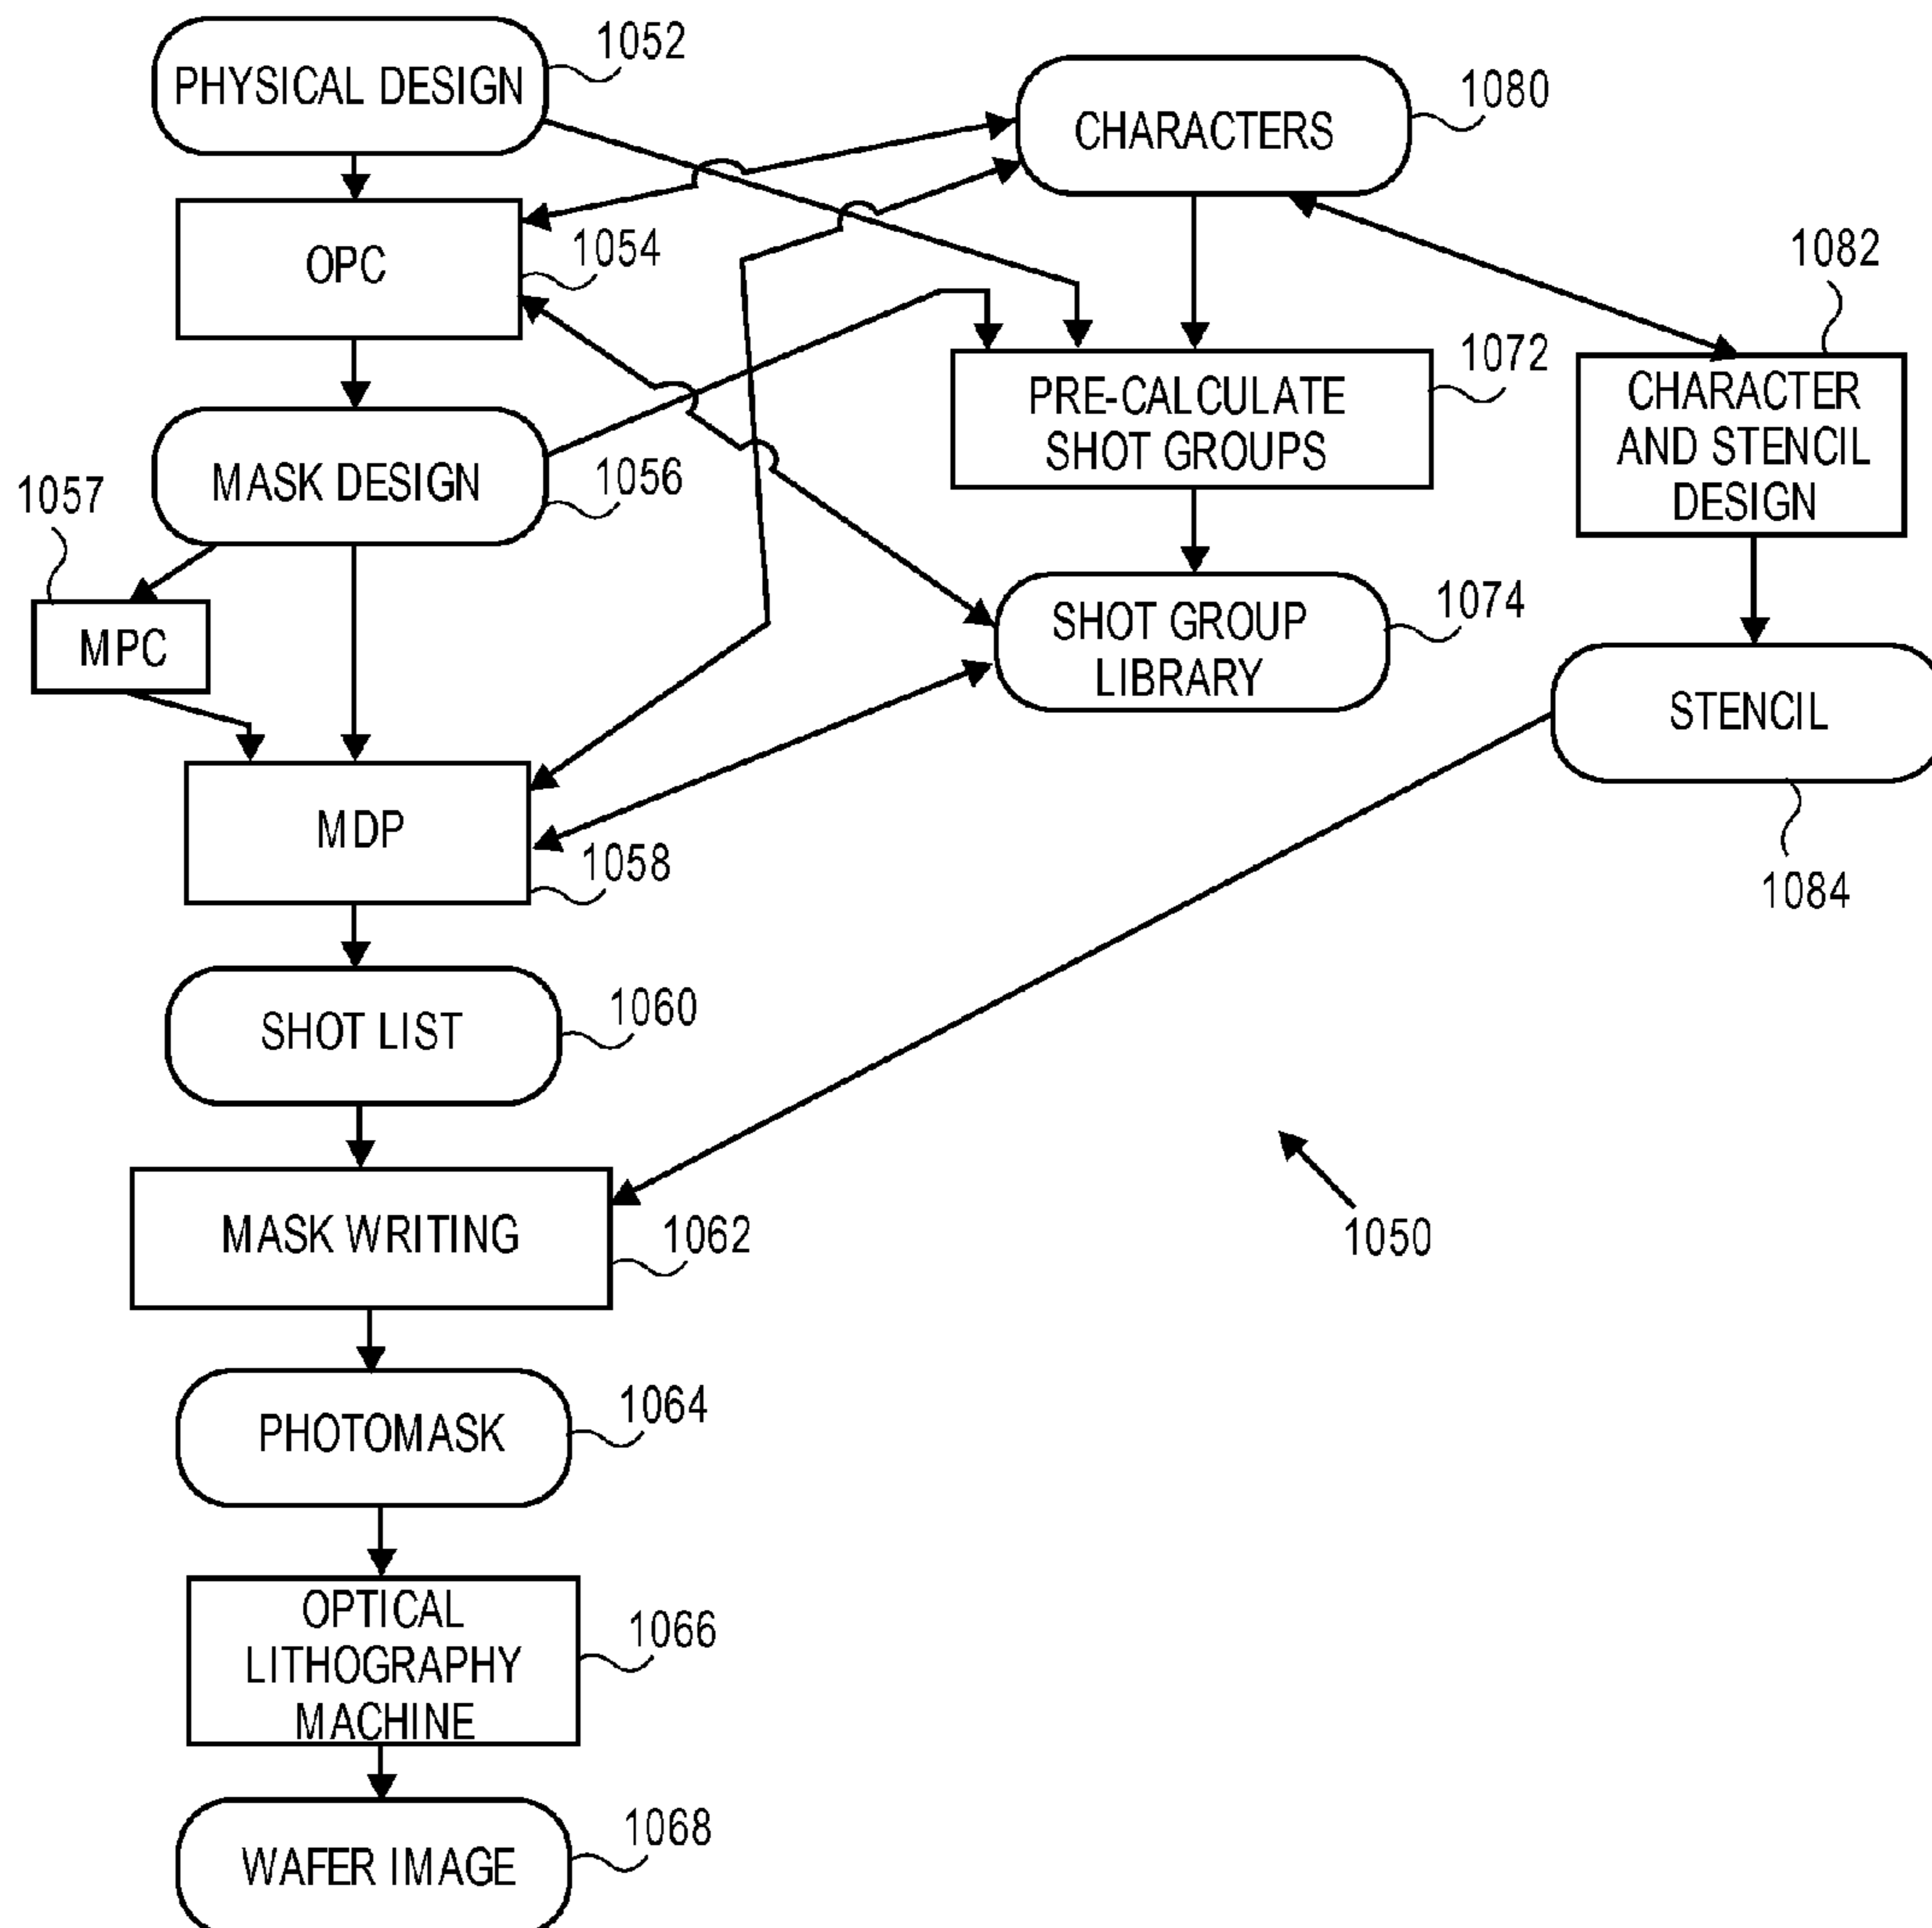 1052
PHYSICAL DESIGN
1080
CHARACTERS
1054
OPC
1082
1072
PRE-CALCULATE
SHOT GROUPS
CHARACTER
AND STENCIL
DESIGN
1056
MASK DESIGN
1057
MPC
1074
SHOT GROUP
LIBRARY
STENCIL
1084
MDP
1058
1060
SHOT LIST
MASK WRITING
1062
1050
1064
PHOTOMASK
OPTICAL
LITHOGRAPHY
MACHINE
1066
1068
WAFER IMAGE